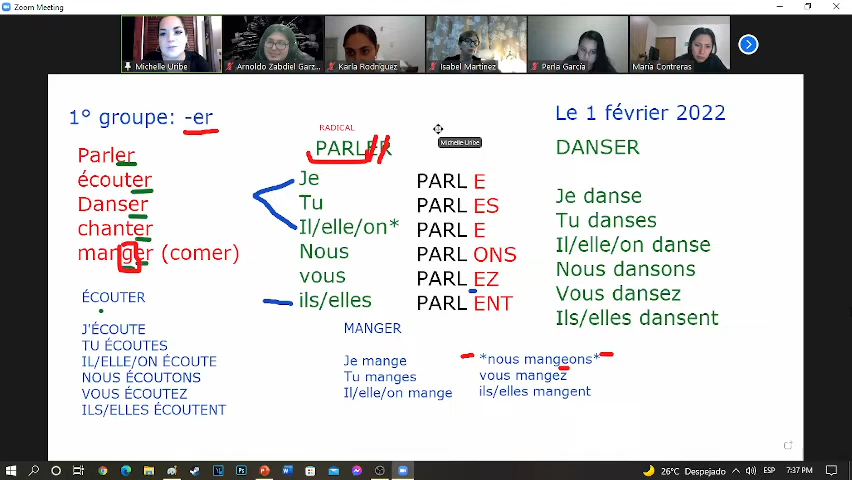 Zoom Meeting
Michelle Uribe
Arnoldo Zabdiel Garz...
Karla Rodríguez
Isabel Martinez
Perla García
María Contreras
1° groupe: -er
Parler
écouter
Danser
chanter
manger (comer)
ÉCOUTER
J'ÉCOUTE
TU ÉCOUTES
IL/ELLE/ON ÉCOUTE
NOUS ÉCOUTONS
VOUS ÉCOUTEZ
ILS/ELLES ÉCOUTENT
RADICAL
PARLER
Michelle Uribe
Je PARL E
Tu PARL ES
Il/elle/on* PARL E
Nous PARL ONS
vous PARL EZ
ils/elles PARL ENT
MANGER
Je mange
Tu manges
Il/elle/on mange
*nous mangeons*
vous mangez
ils/elles mangent
Le 1 février 2022
DANSER
Je danse
Tu danses
Il/elle/on danse
Nous dansons
Vous dansez
Ils/elles dansent
26°C Despejado
ESP
7:37 PM